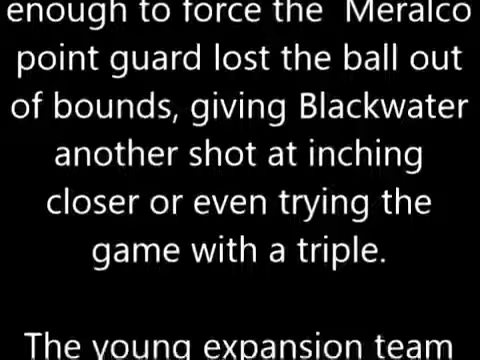 enough to force the Meralco
point guard lost the ball out
of bounds, giving Blackwater
another shot at inching
closer or even trying the
game with a triple.
The young expansion team